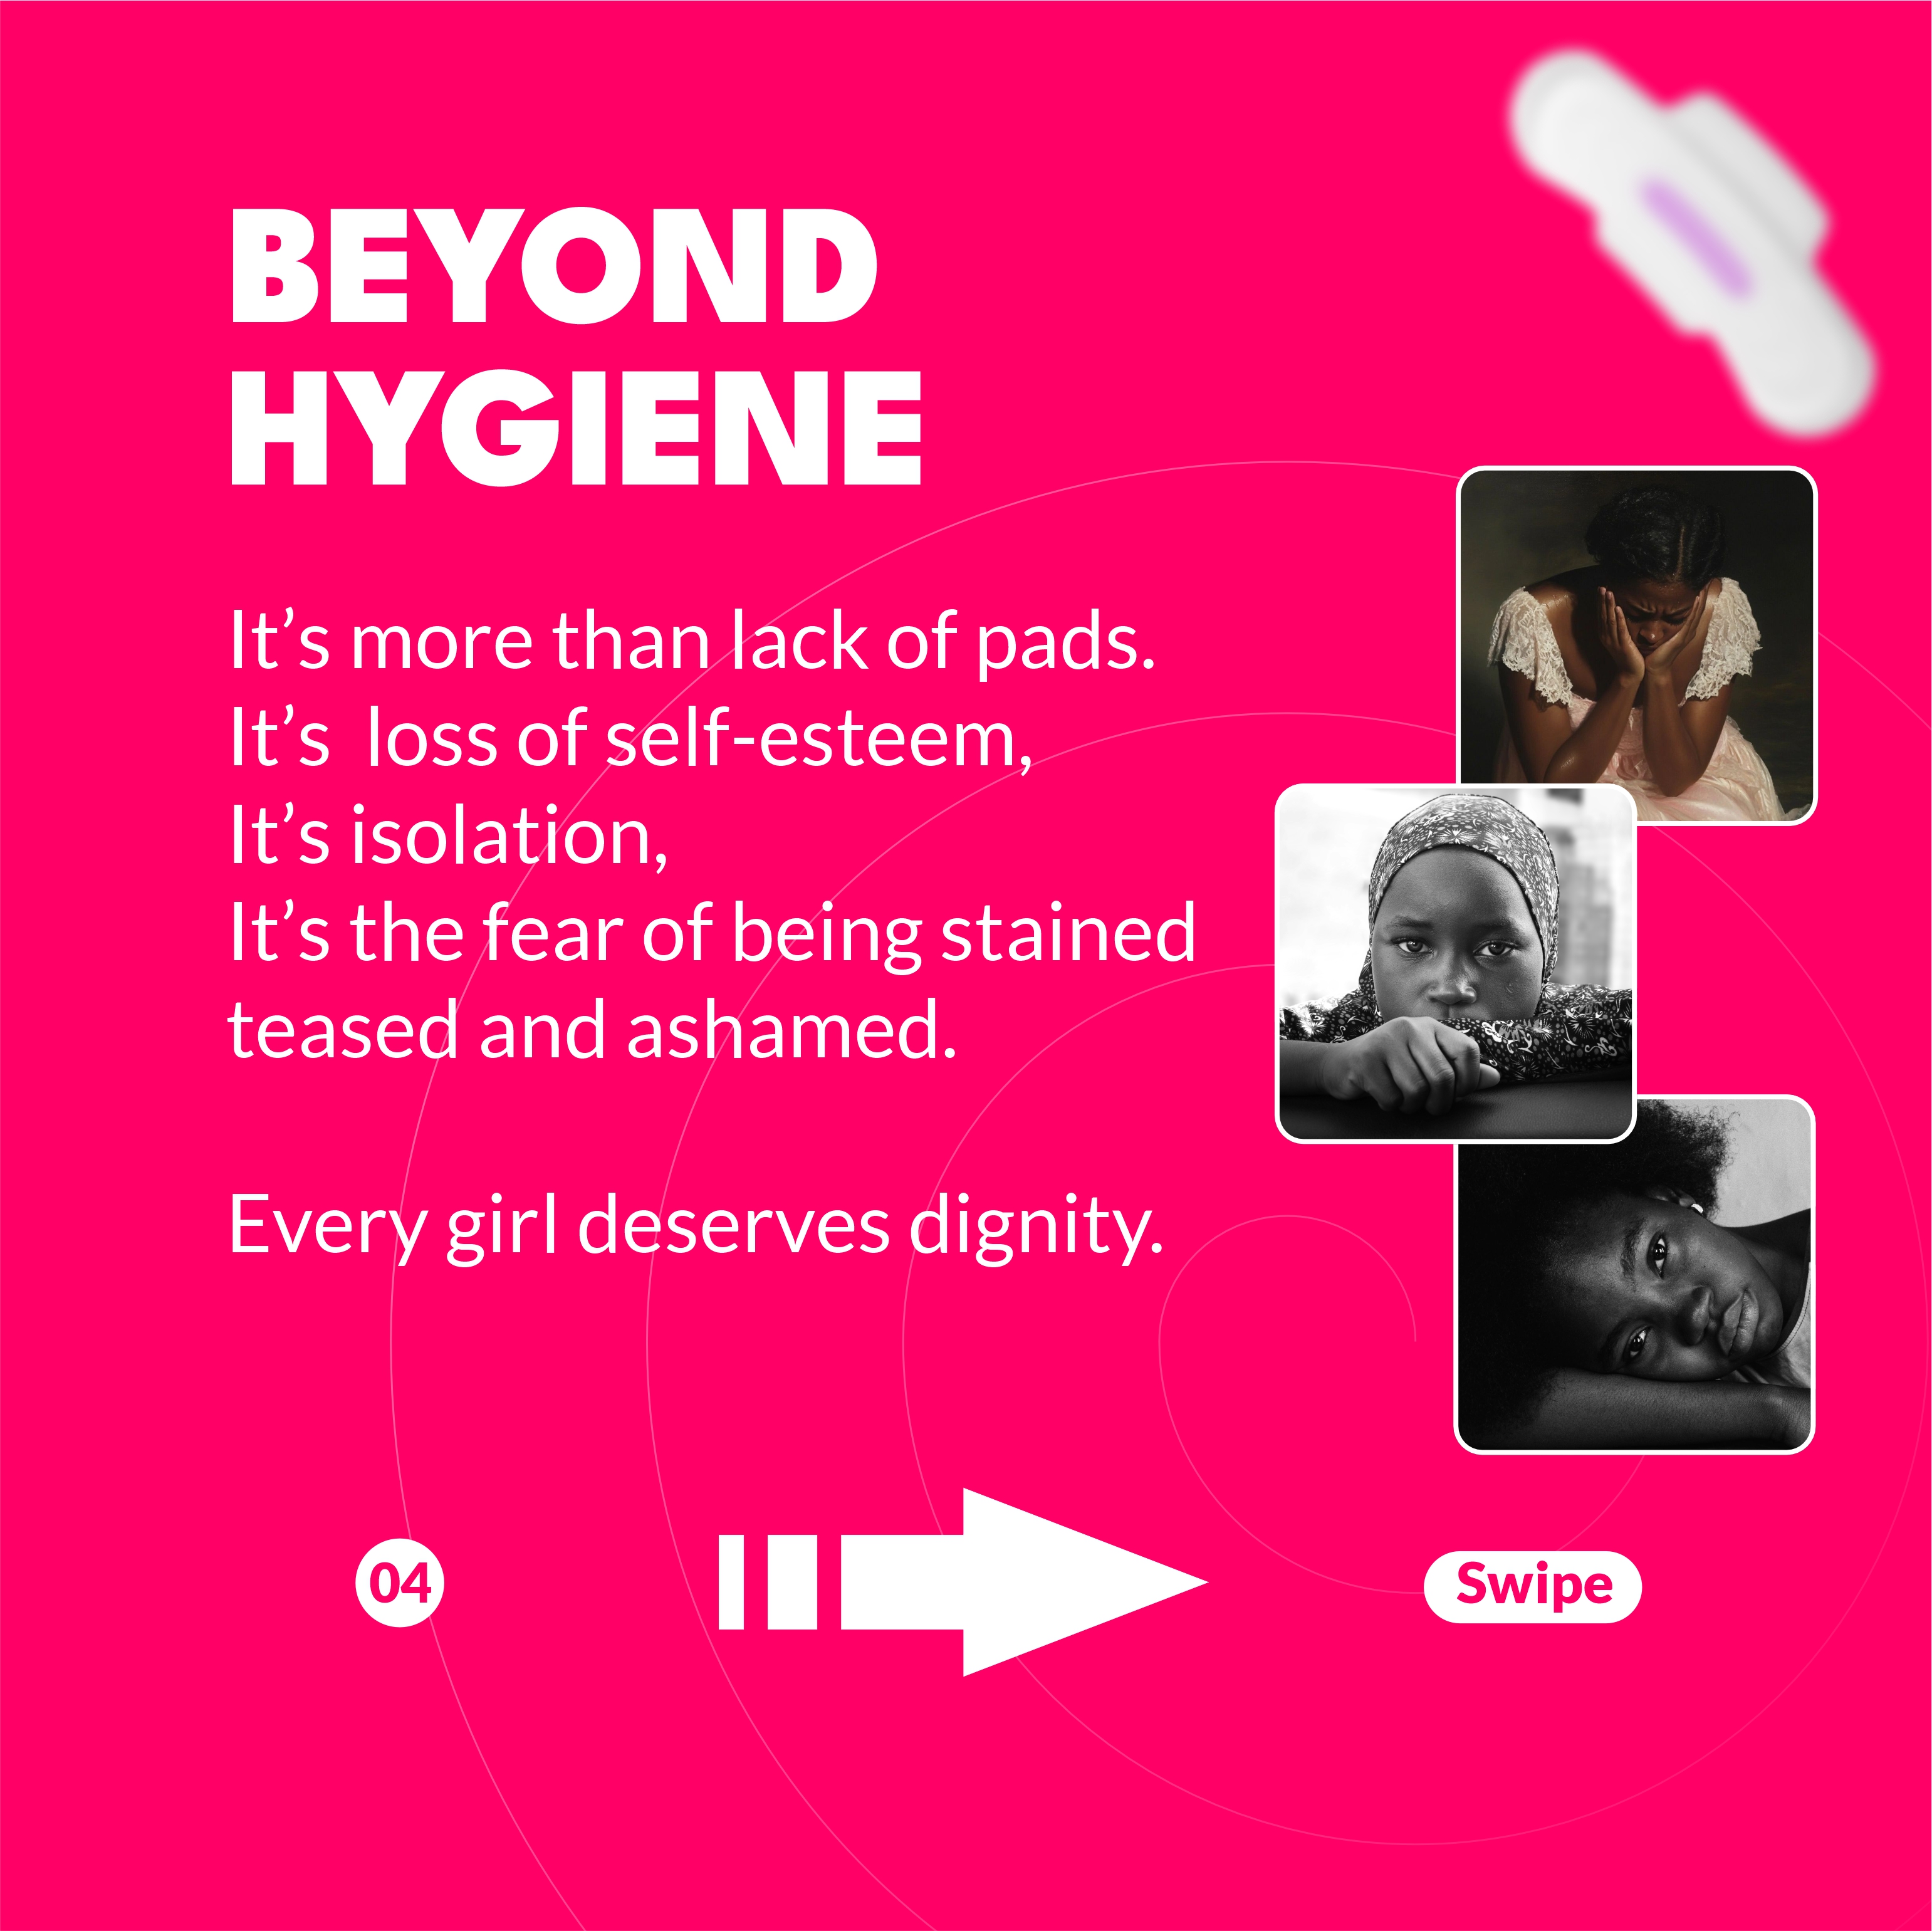 BEYOND
HYGIENE
It’s more than lack of pads.
It’s  loss of self-esteem,
It’s isolation,
It’s the fear of being stained
teased and ashamed.
Every girl deserves dignity.
04
Swipe